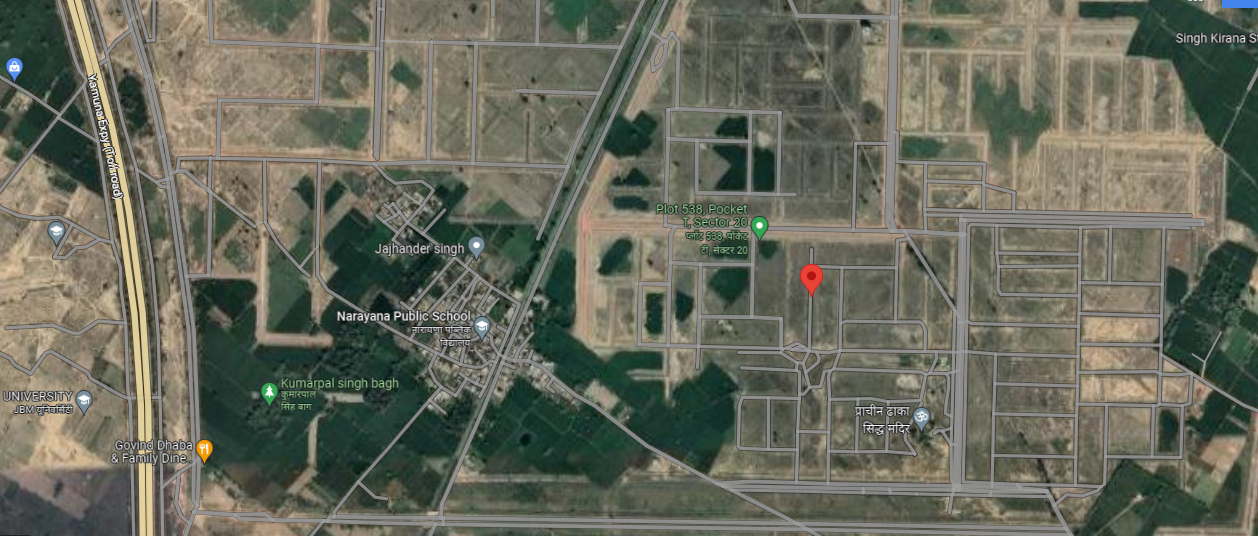 Singh Kirana S
Yamuna Expy (Toll road)
Plot 538, Pocket
T, Sector 20
प्लॉट 538, पॉकेट
टी, सेक्टर 20
Jajhander singh
Narayana Public School
नारायणा पब्लिक
विद्यालय
Kumarpal singh bagh
कुमारपाल
सिंह बाग
UNIVERSITY
JBM यूनिवर्सिटी
प्राचीन ढाका
सिद्ध मंदिर
Govind Dhaba
& Family Dine